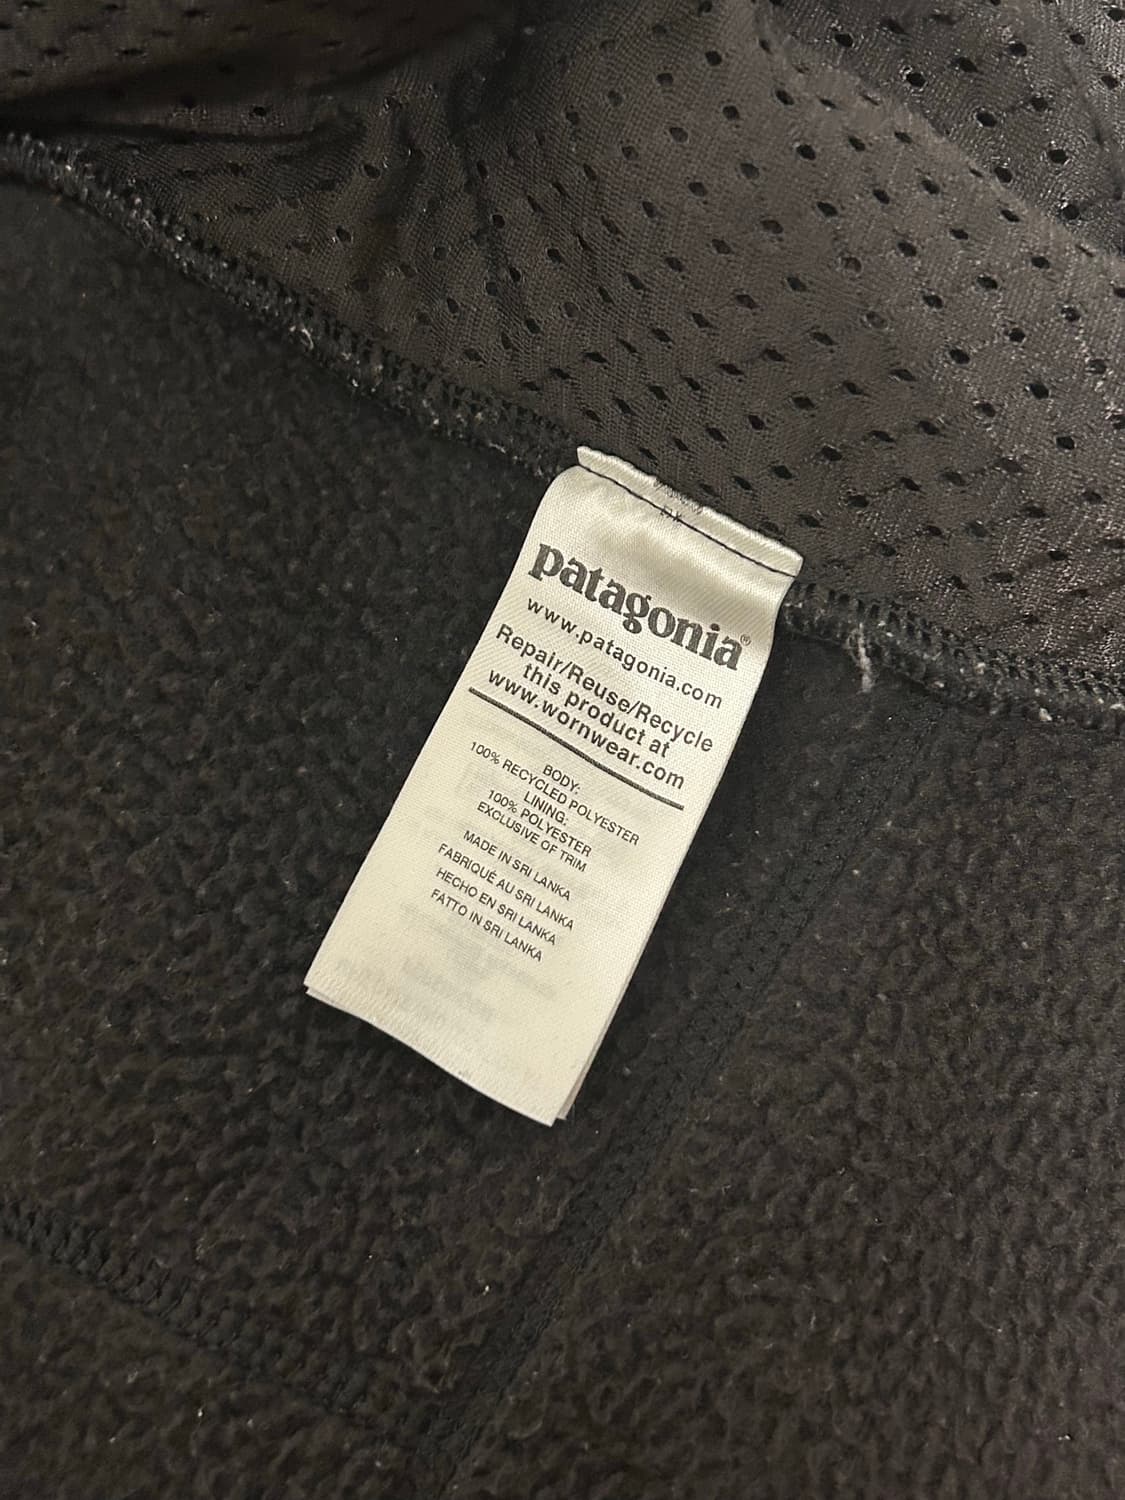 patagonia®
www.patagonia.com
Repair/Reuse/Recycle
this product at
www.wornwear.com
BODY:
100% RECYCLED POLYESTER
LINING:
100% POLYESTER
EXCLUSIVE OF TRIM
MADE IN SRI LANKA
FABRIQUÉ AU SRI LANKA
HECHO EN SRI LANKA
FATTO IN SRI LANKA